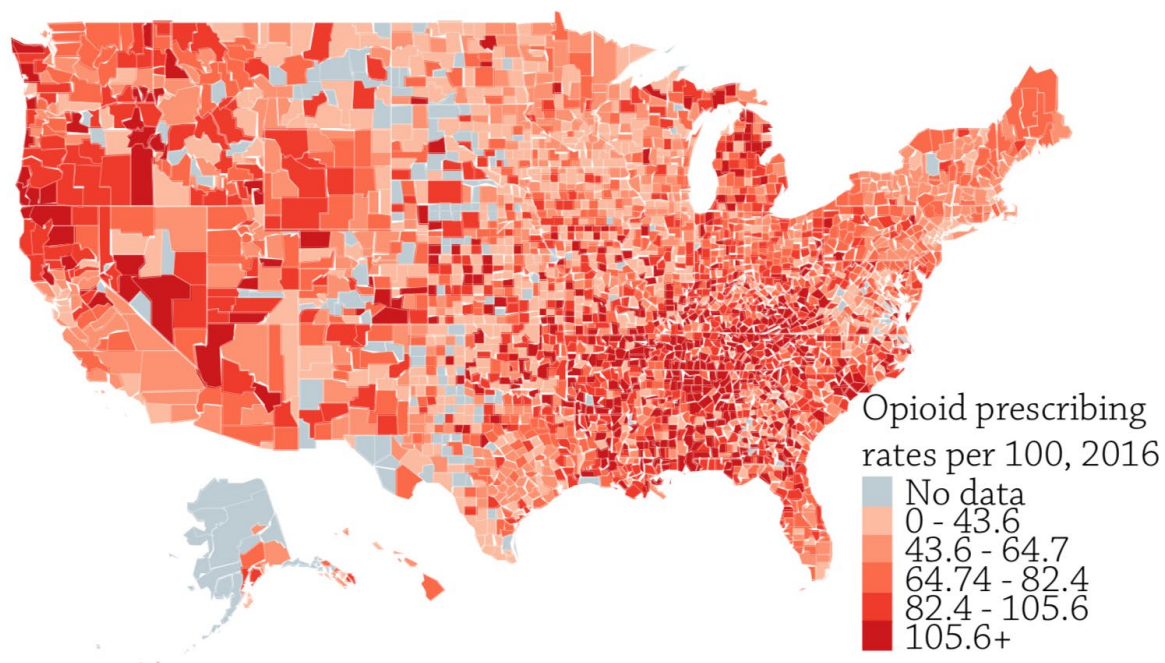 Opioid prescribing
rates per 100, 2016
No data
0 - 43.6
43.6 - 64.7
64.74 - 82.4
82.4 - 105.6
105.6+